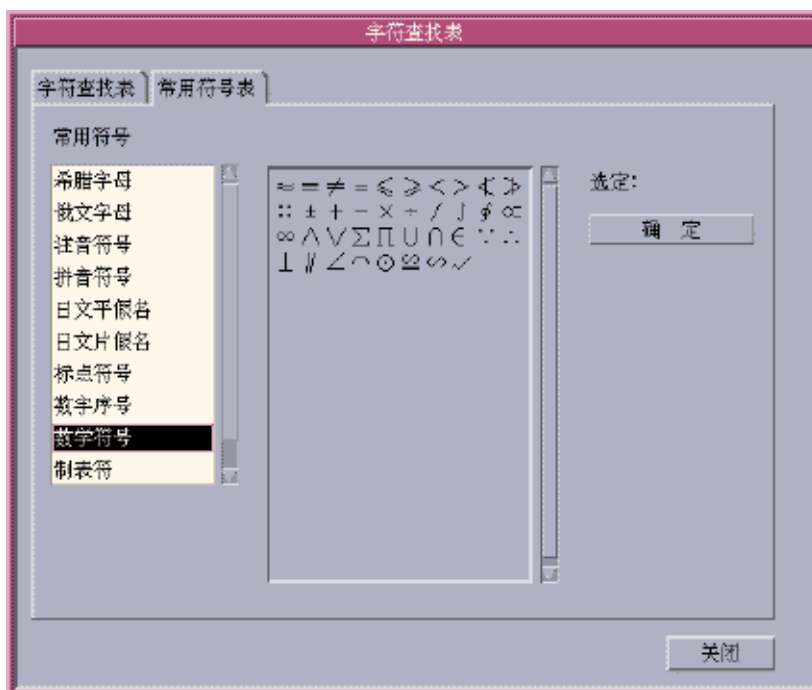 字符查找表
字符查找表 常用符号表
常用符号
希腊字母
俄文字母
注音符号
拼音符号
日文平假名
日文片假名
标点符号
数字序号
数学符号
制表符
≈ ≡ ≠ = ≤ ≥ < > ≮ ≯
∷ ± + - × ÷ / ∫ ∮ ∝
∞ ∧ ∨ ∑ ∏ ∪ ∩ ∈ ∵ ∴
⊥ ∥ ∠ ⌒ ⊙ ≌ ∽ √
选定:
确 定
关闭